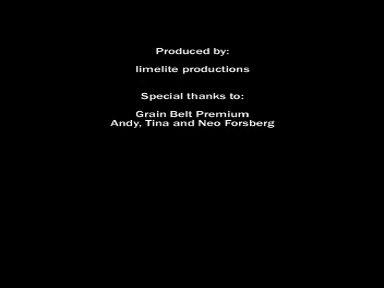 Produced by:
limelite productions
Special thanks to:
Grain Belt Premium
Andy, Tina and Neo Forsberg